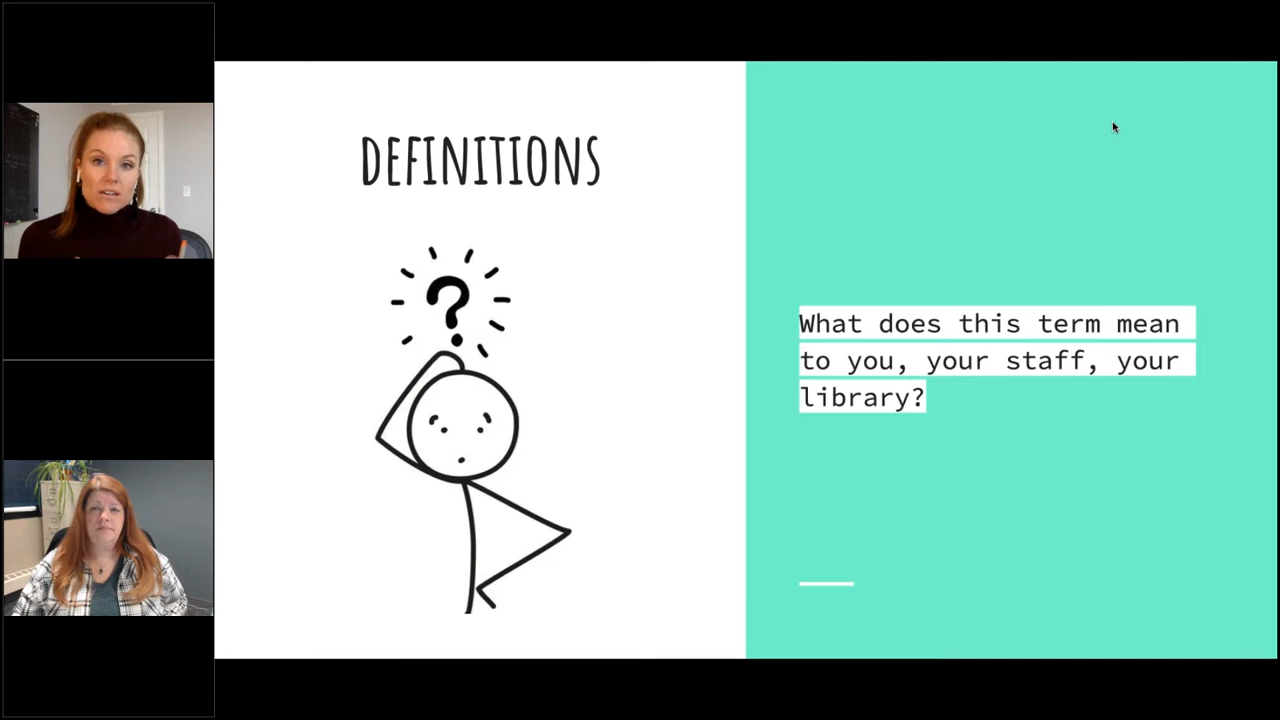 DEFINITIONS
?
What does this term mean
to you, your staff, your
library?